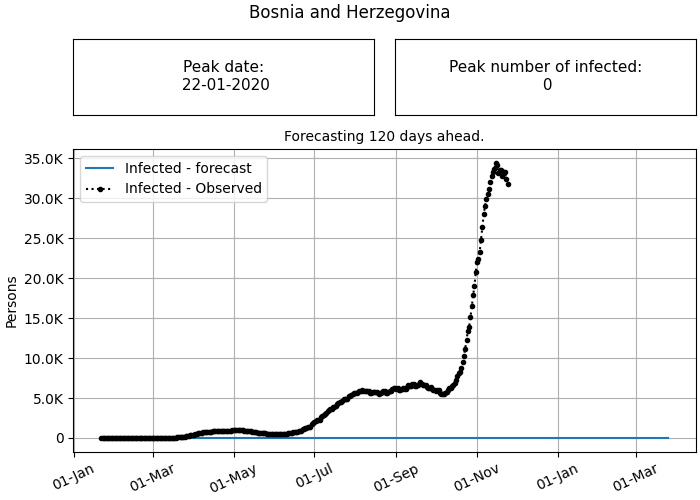 Bosnia and Herzegovina
Peak date:
22-01-2020
Peak number of infected:
0
Forecasting 120 days ahead.
Infected - forecast
Infected - Observed
35.0K
30.0K
25.0K
20.0K
15.0K
10.0K
5.0K
0
Persons
01-Jan
01-Mar
01-May
01-Jul
01-Sep
01-Nov
01-Jan
01-Mar